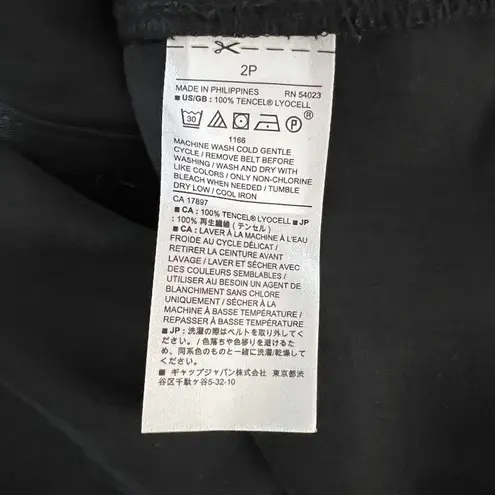 2P
MADE IN PHILIPPINES RN 54023
■ US/GB : 100% TENCEL® LYOCELL
30 P ®
1166
MACHINE WASH COLD GENTLE
CYCLE / REMOVE BELT BEFORE
WASHING / WASH AND DRY WITH
LIKE COLORS / ONLY NON-CHLORINE
BLEACH WHEN NEEDED / TUMBLE
DRY LOW / COOL IRON
CA 17897
■ CA : 100% TENCEL® LYOCELL ■ JP
: 100% 再生繊維 (テンセル)
■ CA : LAVER À LA MACHINE À L'EAU
FROIDE AU CYCLE DÉLICAT /
RETIRER LA CEINTURE AVANT
LAVAGE / LAVER ET SÉCHER AVEC
DES COULEURS SEMBLABLES /
UTILISER AU BESOIN UN AGENT DE
BLANCHIMENT SANS CHLORE
UNIQUEMENT / SÉCHER À LA
MACHINE À BASSE TEMPÉRATURE /
REPASSER À BASSE TEMPÉRATURE
■ JP : 洗濯の際はベルトを取り外してく
ださい。/ 色落ちや色移りを避けるた
め、同系色のものと一緒に洗濯/乾燥して
ください。
■ ギャップジャパン株式会社 東京都渋
谷区千駄ヶ谷5-32-10